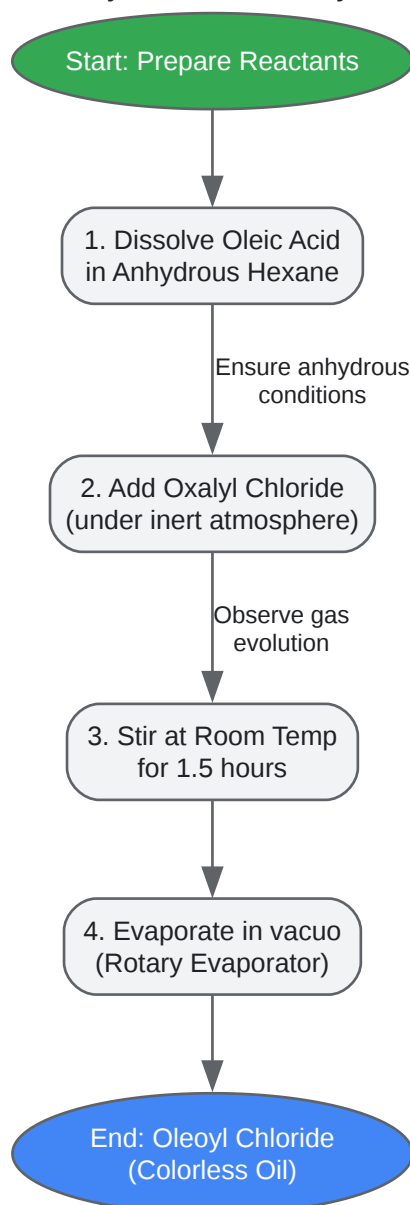 Start: Prepare Reactants
1. Dissolve Oleic Acid
in Anhydrous Hexane
Ensure anhydrous
conditions
2. Add Oxalyl Chloride
(under inert atmosphere)
Observe gas
evolution
3. Stir at Room Temp
for 1.5 hours
4. Evaporate in vacuo
(Rotary Evaporator)
End: Oleoyl Chloride
(Colorless Oil)